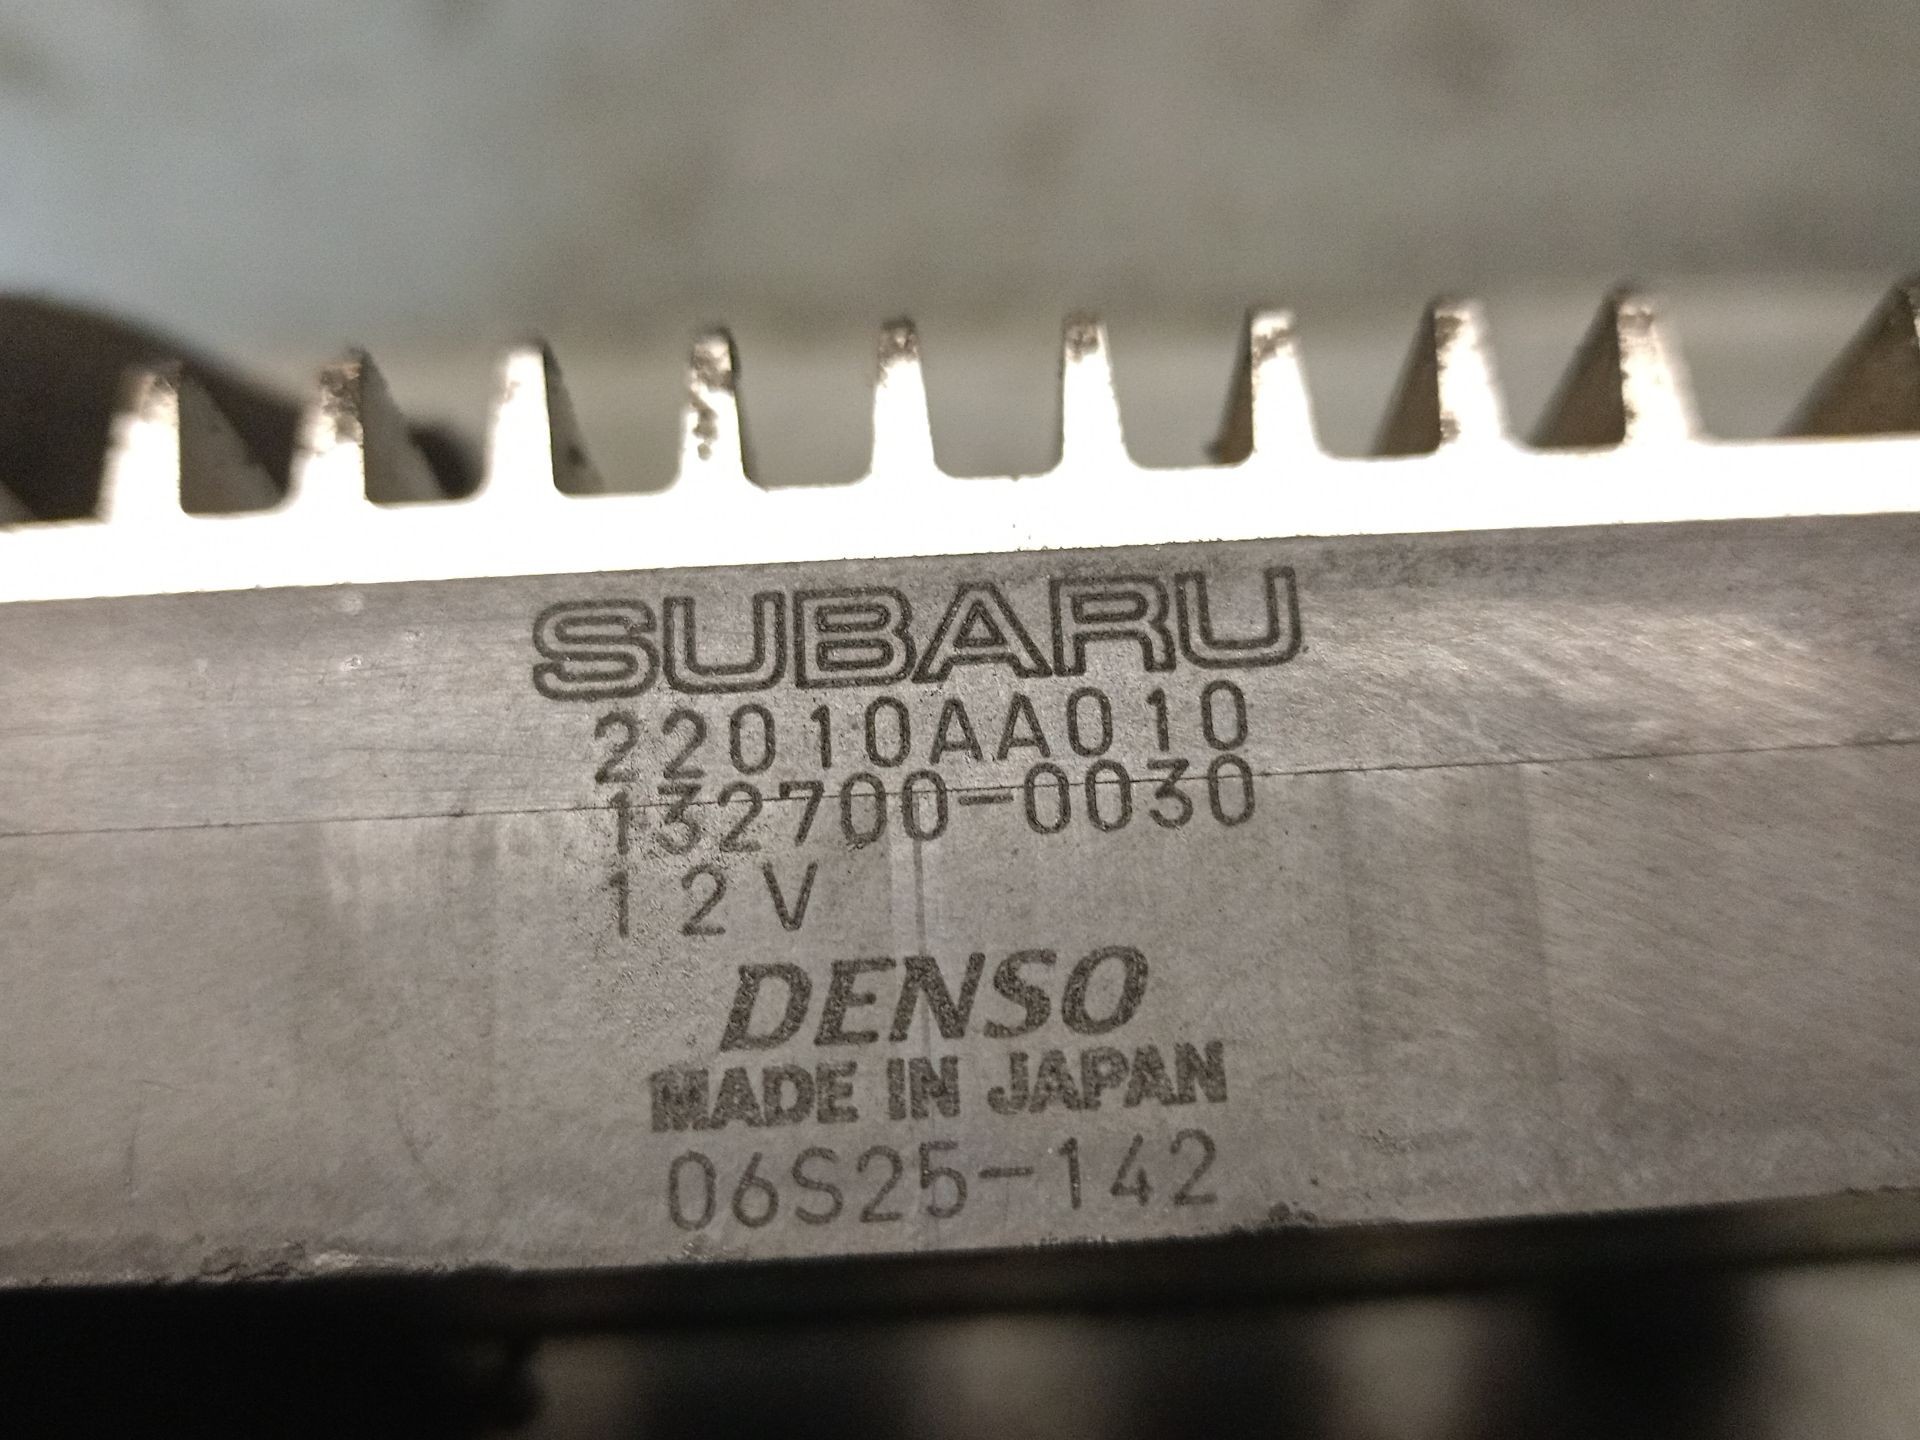 SUBARU
22010AA010
132700-0030
12V
DENSO
MADE IN JAPAN
06S25-142